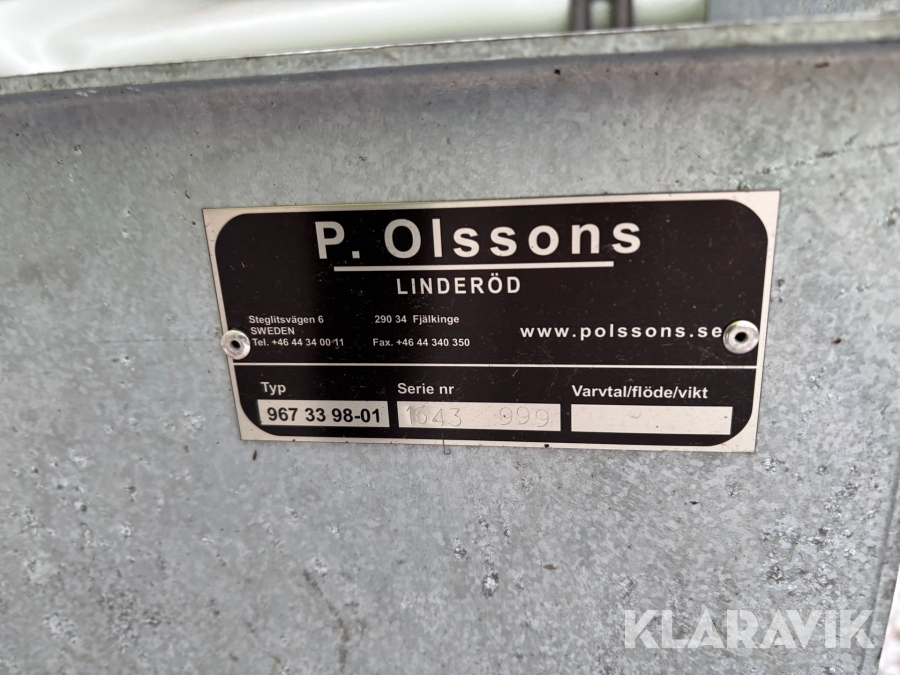 P. Olssons
LINDERÖD
Steglitsvägen 6 290 34 Fjälkinge
SWEDEN
Tel. +46 44 34 00 11 Fax. +46 44 340 350
www.polssons.se
Typ Serie nr Varvtal/flöde/vikt
967 33 98-01 1643 999 -
KLARAVIK